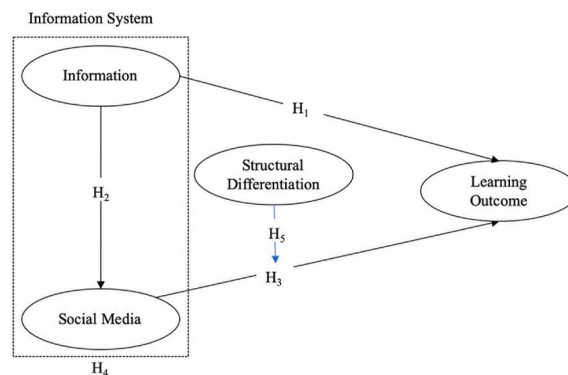 Information System
Information
H1
Structural
Differentiation
Learning
Outcome
H2
H5
H3
Social Media
H4